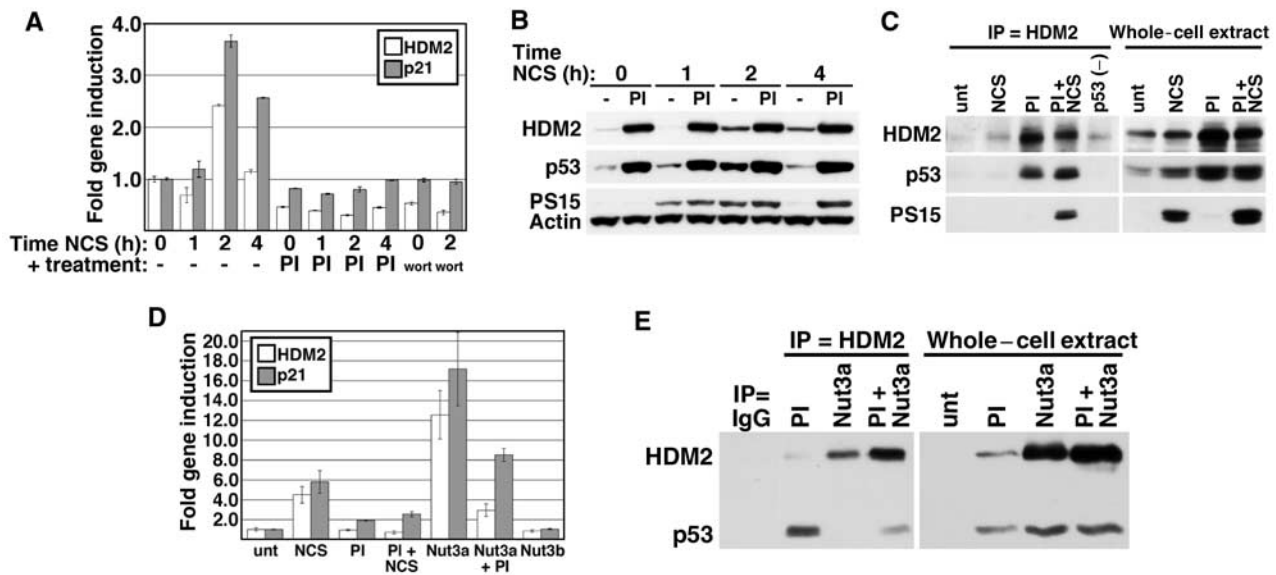 A
Fold gene induction
4.0
3.0
2.0
1.0
HDM2
p21
Time NCS (h): 0 1 2 4 0 1 2 4 0 2
+ treatment: - - - - PI PI PI PI wort wort
B
Time
NCS (h): 0 1 2 4
- PI - PI - PI - PI
HDM2
p53
PS15
Actin
C
IP = HDM2 Whole-cell extract
unt NCS PI PI + NCS p53 (-) unt NCS PI PI + NCS
HDM2
p53
PS15
D
Fold gene induction
20.0
18.0
16.0
14.0
12.0
10.0
8.0
6.0
4.0
2.0
HDM2
p21
unt NCS PI PI + NCS Nut3a Nut3a + PI Nut3b
E
IP = HDM2 Whole-cell extract
IP= IgG PI Nut3a PI + Nut3a unt PI Nut3a PI + Nut3a
HDM2
p53